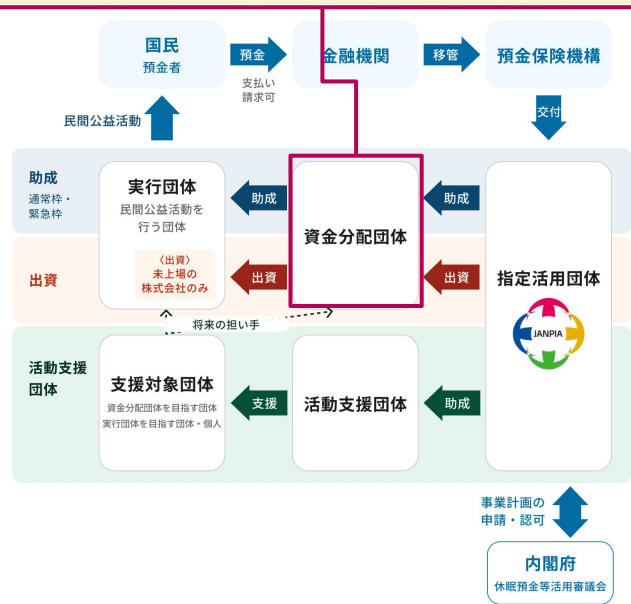 国民
預金者
預金
支払い
請求可
金融機関
移管
預金保険機構
民間公益活動
交付
助成
通常枠・
緊急枠
実行団体
民間公益活動を
行う団体
助成
資金分配団体
助成
出資
〈出資〉
未上場の
株式会社のみ
出資
出資
指定活用団体
JANPIA
将来の担い手
活動支援
団体
支援対象団体
資金分配団体を目指す団体
実行団体を目指す団体・個人
支援
活動支援団体
助成
事業計画の
申請・認可
内閣府
休眠預金等活用審議会